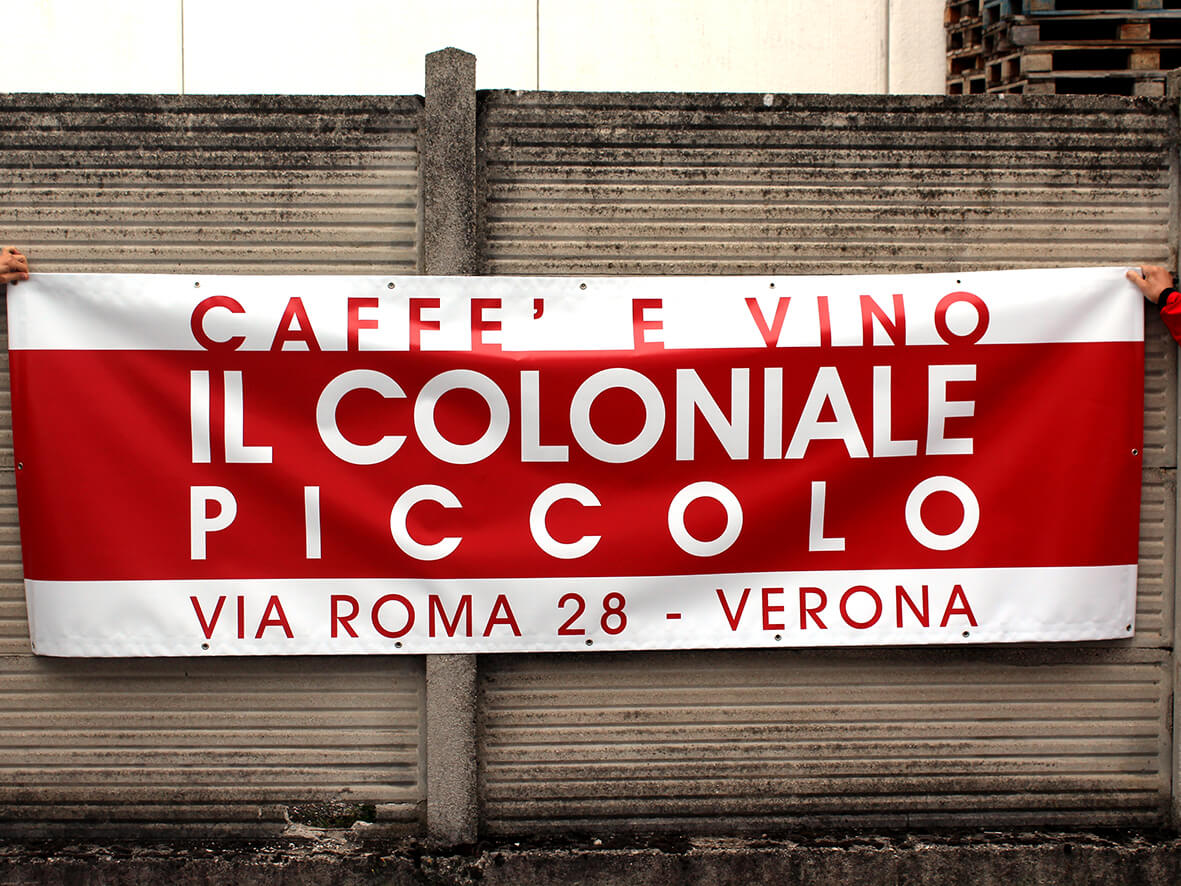 CAFFE' E VINO
IL COLONIALE
PICCOLO
VIA ROMA 28 - VERONA